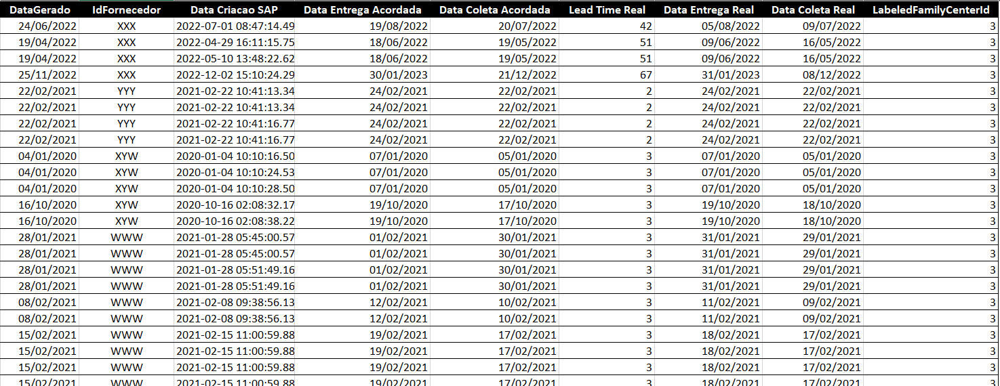 DataGerado IdFornecedor Data Criacao SAP Data Entrega Acordada Data Coleta Acordada Lead Time Real Data Entrega Real Data Coleta Real LabeledFamilyCenterId
24/06/2022 XXX 2022-07-01 08:47:14.49 19/08/2022 20/07/2022 42 05/08/2022 09/07/2022 3
19/04/2022 XXX 2022-04-29 16:11:15.75 18/06/2022 19/05/2022 51 09/06/2022 16/05/2022 3
19/04/2022 XXX 2022-05-10 13:48:22.62 18/06/2022 19/05/2022 51 09/06/2022 16/05/2022 3
25/11/2022 XXX 2022-12-02 15:10:24.29 30/01/2023 21/12/2022 67 31/01/2023 08/12/2022 3
22/02/2021 YYY 2021-02-22 10:41:13.34 24/02/2021 22/02/2021 2 24/02/2021 22/02/2021 3
22/02/2021 YYY 2021-02-22 10:41:13.34 24/02/2021 22/02/2021 2 24/02/2021 22/02/2021 3
22/02/2021 YYY 2021-02-22 10:41:16.77 24/02/2021 22/02/2021 2 24/02/2021 22/02/2021 3
22/02/2021 YYY 2021-02-22 10:41:16.77 24/02/2021 22/02/2021 2 24/02/2021 22/02/2021 3
04/01/2020 XYW 2020-01-04 10:10:16.50 07/01/2020 05/01/2020 3 07/01/2020 05/01/2020 3
04/01/2020 XYW 2020-01-04 10:10:24.53 07/01/2020 05/01/2020 3 07/01/2020 05/01/2020 3
04/01/2020 XYW 2020-01-04 10:10:28.50 07/01/2020 05/01/2020 3 07/01/2020 05/01/2020 3
16/10/2020 XYW 2020-10-16 02:08:32.17 19/10/2020 17/10/2020 3 19/10/2020 18/10/2020 3
16/10/2020 XYW 2020-10-16 02:08:38.22 19/10/2020 17/10/2020 3 19/10/2020 18/10/2020 3
28/01/2021 WWW 2021-01-28 05:45:00.57 01/02/2021 30/01/2021 3 31/01/2021 29/01/2021 3
28/01/2021 WWW 2021-01-28 05:45:00.57 01/02/2021 30/01/2021 3 31/01/2021 29/01/2021 3
28/01/2021 WWW 2021-01-28 05:51:49.16 01/02/2021 30/01/2021 3 31/01/2021 29/01/2021 3
28/01/2021 WWW 2021-01-28 05:51:49.16 01/02/2021 30/01/2021 3 31/01/2021 29/01/2021 3
08/02/2021 WWW 2021-02-08 09:38:56.13 12/02/2021 10/02/2021 3 11/02/2021 09/02/2021 3
08/02/2021 WWW 2021-02-08 09:38:56.13 12/02/2021 10/02/2021 3 11/02/2021 09/02/2021 3
15/02/2021 WWW 2021-02-15 11:00:59.88 19/02/2021 17/02/2021 3 18/02/2021 17/02/2021 3
15/02/2021 WWW 2021-02-15 11:00:59.88 19/02/2021 17/02/2021 3 18/02/2021 17/02/2021 3
15/02/2021 WWW 2021-02-15 11:00:59.88 19/02/2021 17/02/2021 3 18/02/2021 17/02/2021 3
15/02/2021 WWW 2021-02-15 11:00:59.88 19/02/2021 17/02/2021 3 18/02/2021 17/02/2021 3